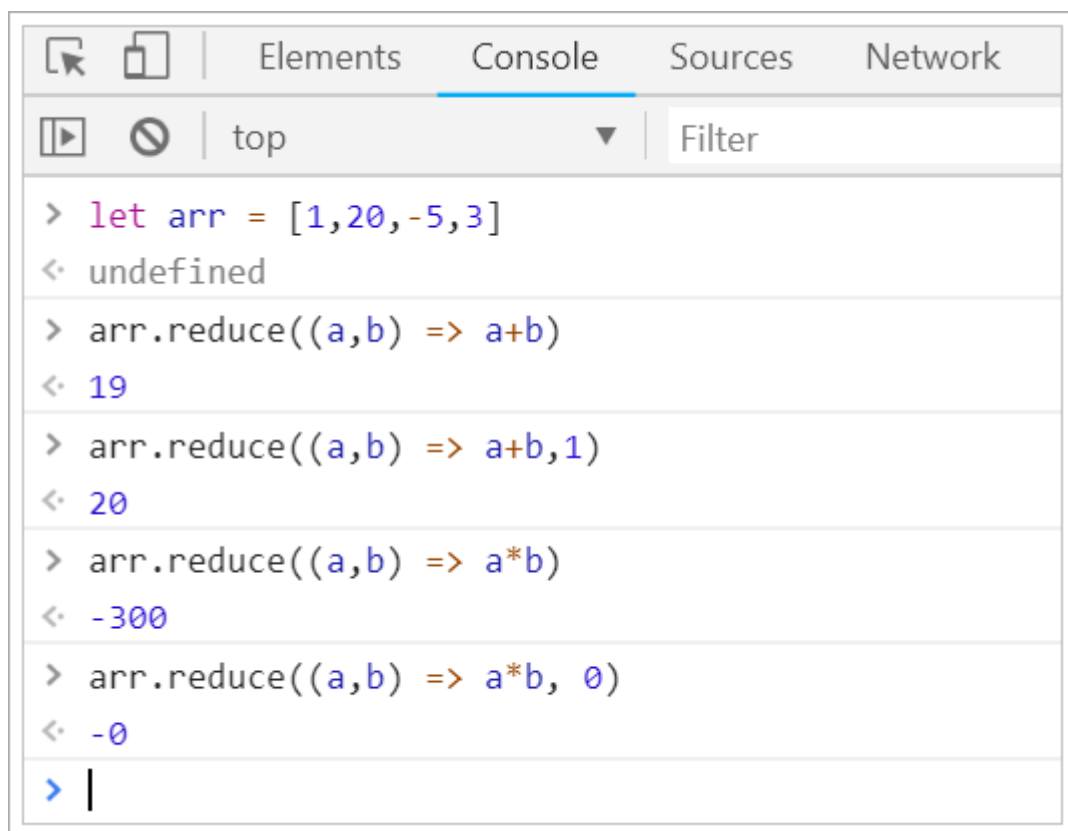 Elements Console Sources Network
top ▼ Filter
> let arr = [1,20,-5,3]
<· undefined
> arr.reduce((a,b) => a+b)
<· 19
> arr.reduce((a,b) => a+b,1)
<· 20
> arr.reduce((a,b) => a*b)
<· -300
> arr.reduce((a,b) => a*b, 0)
<· -0
>